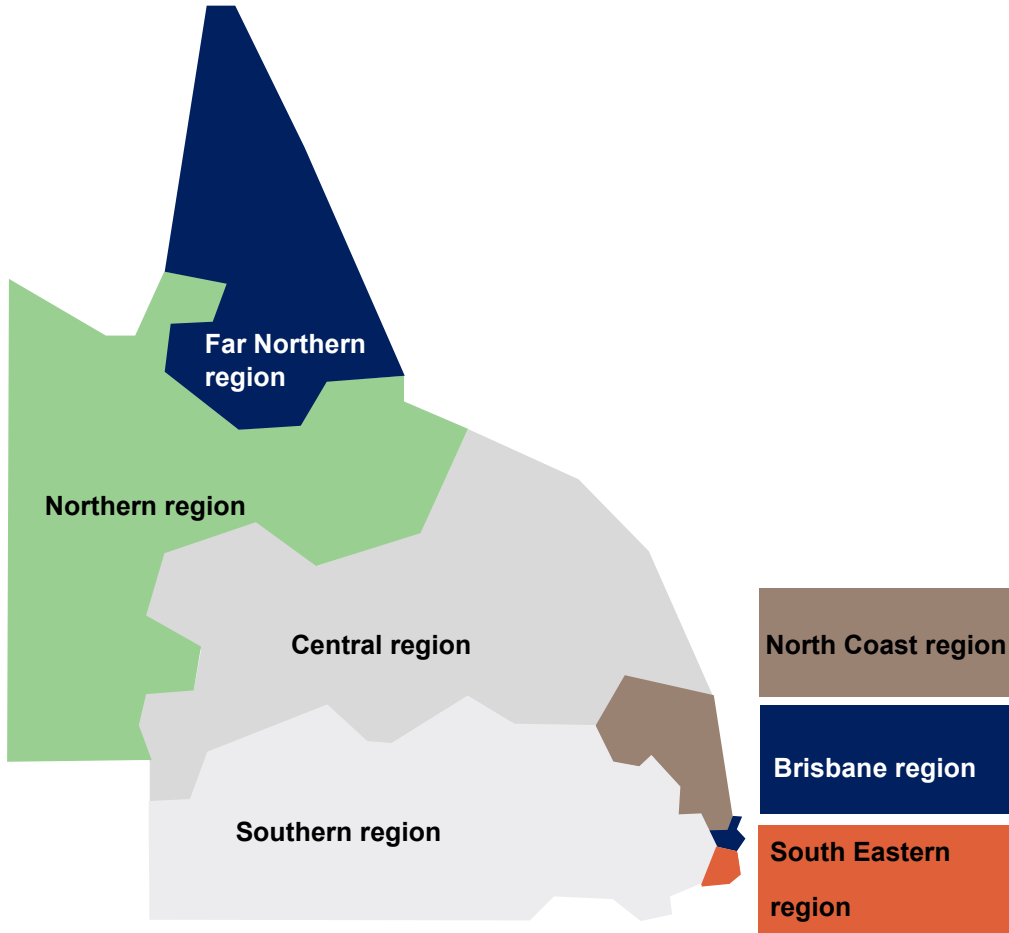 Far Northern
region
Northern region
Central region
North Coast region
Brisbane region
Southern region
South Eastern
region